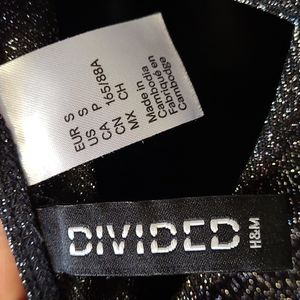 EUR S
US S
CA P
CN 165/88A
MX CH
Made in
Cambodia
Fabriqué en
Cambodge
DIVIDED
H&M